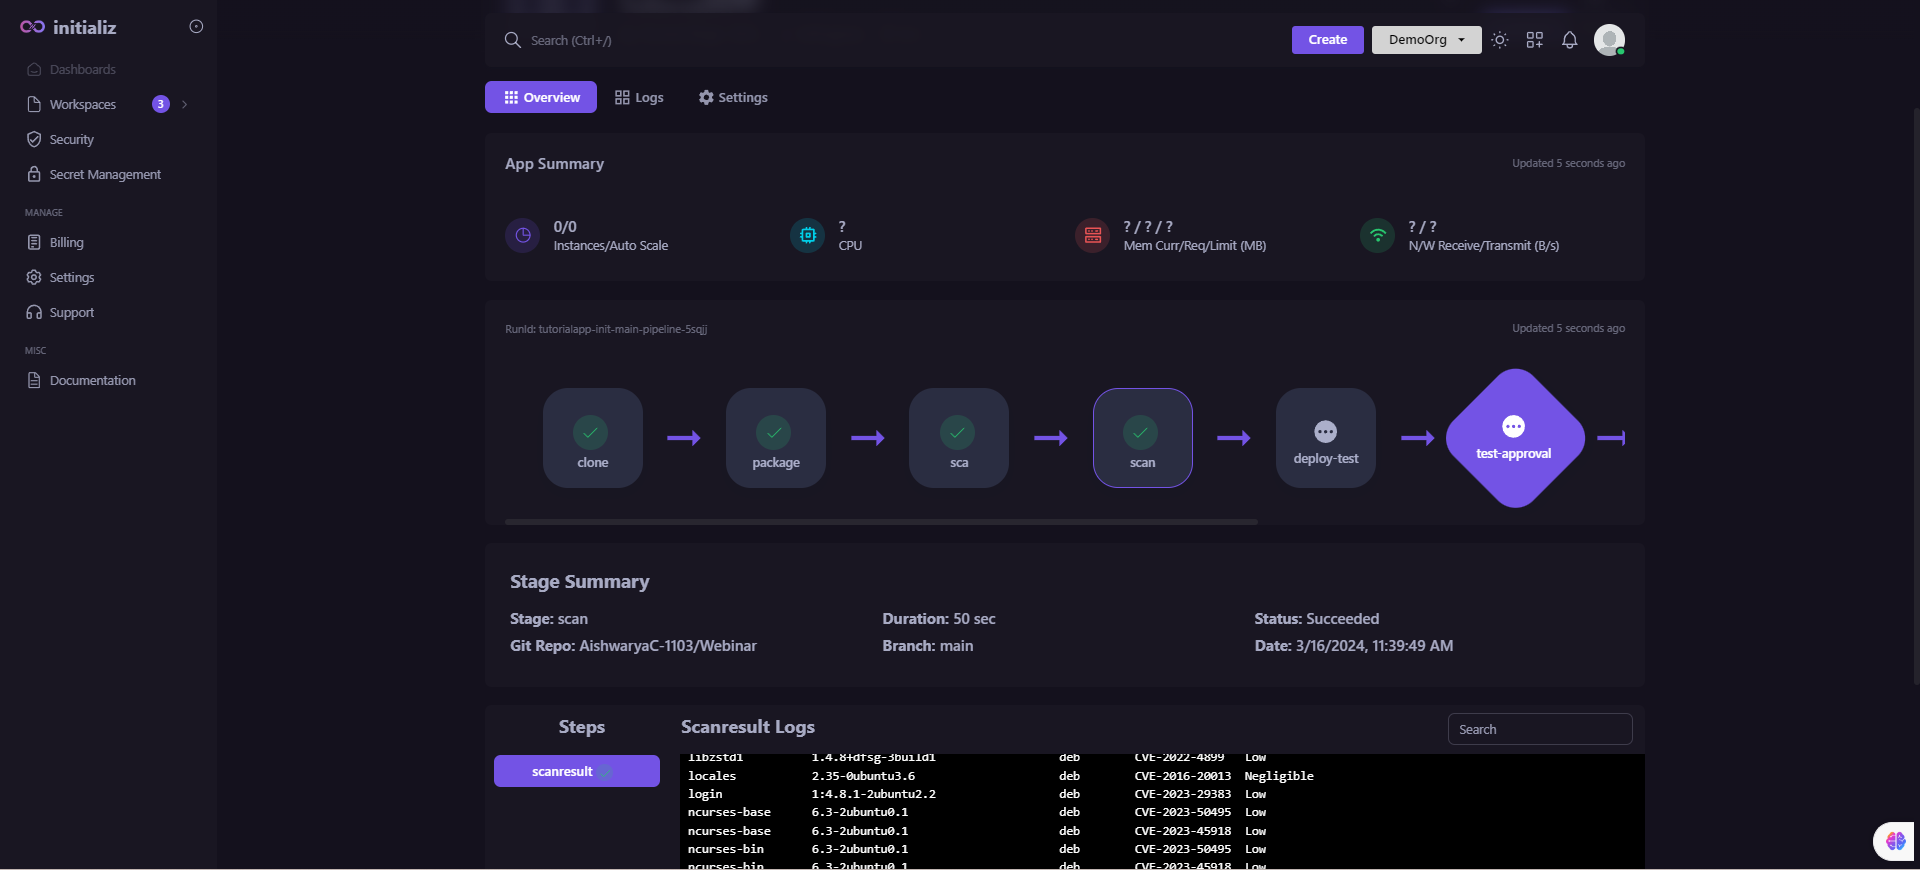 initializ
Dashboards
Workspaces 3
Security
Secret Management
MANAGE
Billing
Settings
Support
MISC
Documentation
Search (Ctrl+/)
Create
DemoOrg
Overview
Logs
Settings
App Summary
Updated 5 seconds ago
0/0
Instances/Auto Scale
?
CPU
? / ? / ?
Mem Curr/Req/Limit (MB)
? / ?
N/W Receive/Transmit (B/s)
RunId: tutorialapp-init-main-pipeline-5sqjj
Updated 5 seconds ago
clone
package
sca
scan
deploy-test
test-approval
Stage Summary
Stage: scan
Duration: 50 sec
Status: Succeeded
Git Repo: AishwaryaC-1103/Webinar
Branch: main
Date: 3/16/2024, 11:39:49 AM
Steps
scanresult
Scanresult Logs
Search
libzstd1 1.4.8+dfsg-3build1 deb CVE-2022-4899 Low
locales 2.35-0ubuntu3.6 deb CVE-2016-20013 Negligible
login 1:4.8.1-2ubuntu2.2 deb CVE-2023-29383 Low
ncurses-base 6.3-2ubuntu0.1 deb CVE-2023-50495 Low
ncurses-base 6.3-2ubuntu0.1 deb CVE-2023-45918 Low
ncurses-bin 6.3-2ubuntu0.1 deb CVE-2023-50495 Low
ncurses-bin 6.3-2ubuntu0.1 deb CVE-2023-45918 Low